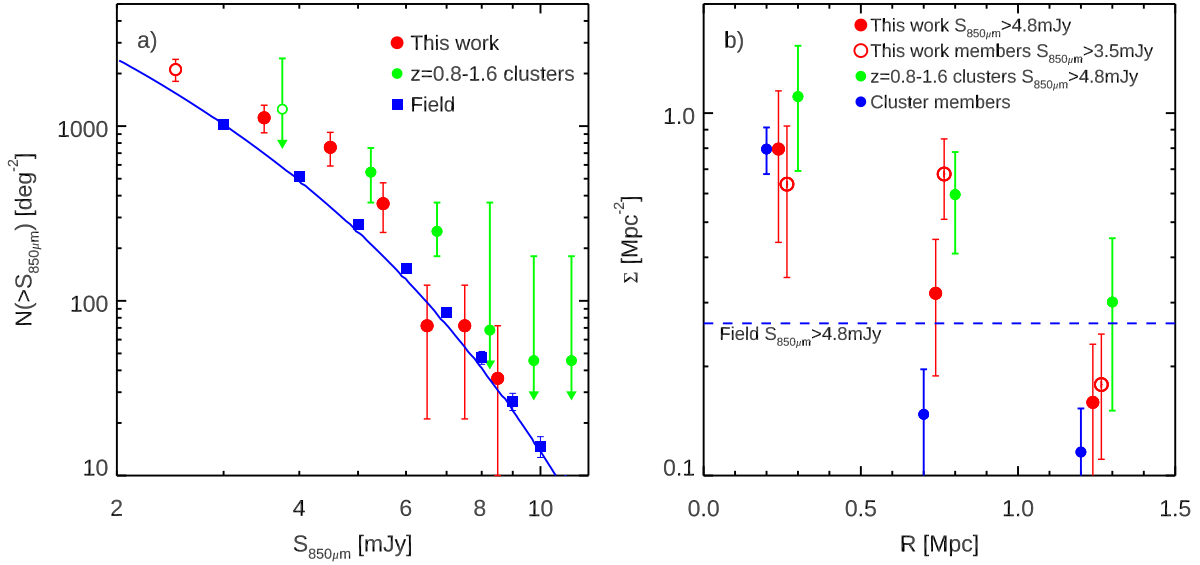 a)
This work
z=0.8-1.6 clusters
Field
1000
100
10
2
4
6
8
10
N(>S850μm) [deg-2]
S850μm [mJy]
b)
This work S850μm>4.8mJy
This work members S850μm>3.5mJy
z=0.8-1.6 clusters S850μm>4.8mJy
Cluster members
Field S850μm>4.8mJy
1.0
0.1
0.0
0.5
1.0
1.5
Σ [Mpc-2]
R [Mpc]